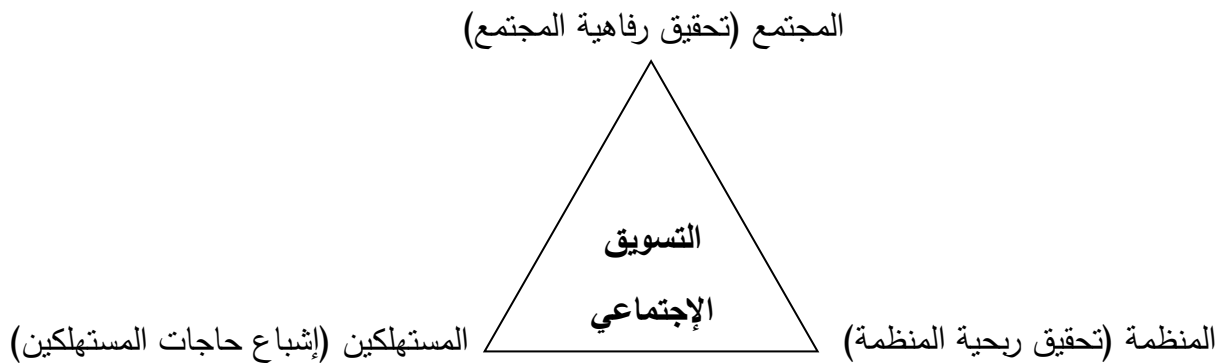 المجتمع (تحقيق رفاهية المجتمع)
التسويق
الإجتماعي
المنظمة (تحقيق ربحية المنظمة)
المستهلكين (إشباع حاجات المستهلكين)